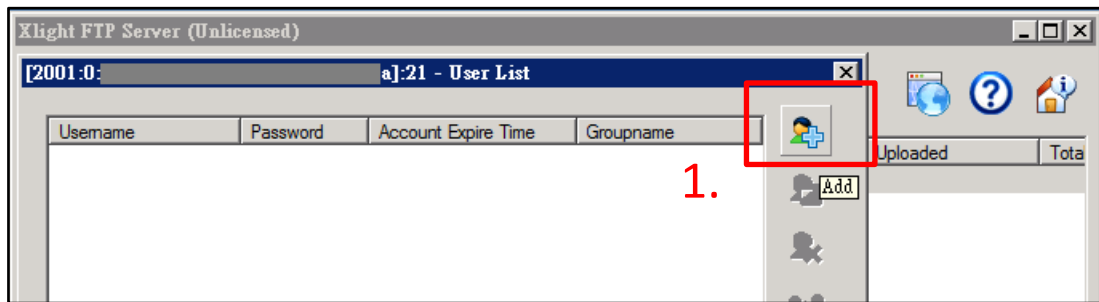 Xlight FTP Server (Unlicensed)
[2001:0: a]:21 - User List
Username Password Account Expire Time Groupname
Uploaded Tota
1.
Add